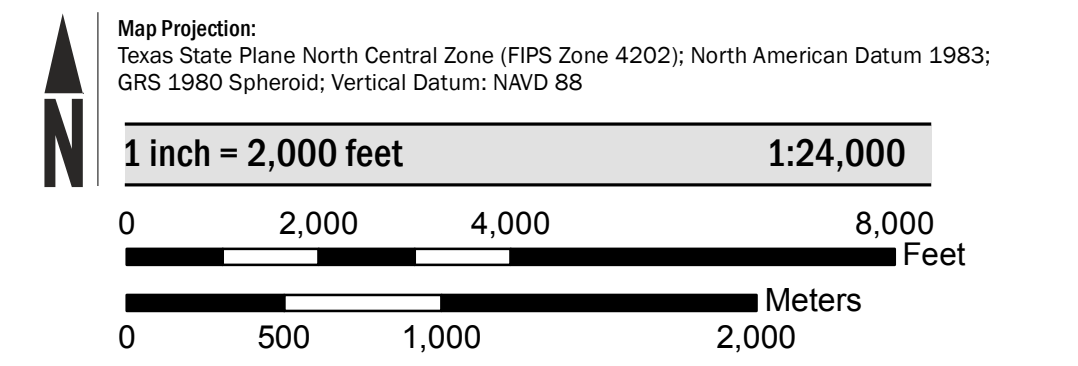 N
Map Projection:
Texas State Plane North Central Zone (FIPS Zone 4202); North American Datum 1983;
GRS 1980 Spheroid; Vertical Datum: NAVD 88
1 inch = 2,000 feet 1:24,000
0 2,000 4,000 8,000
Feet
Meters
0 500 1,000 2,000